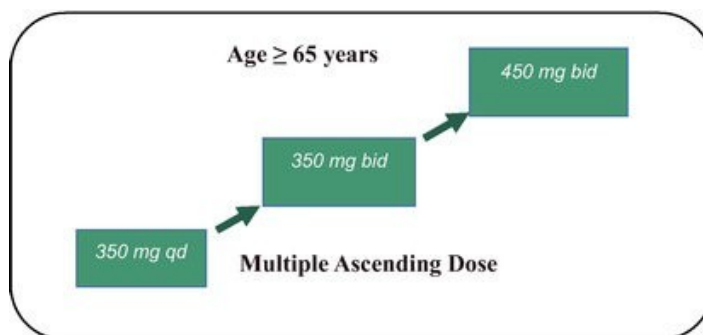 Age ≥ 65 years
450 mg bid
350 mg bid
350 mg qd
Multiple Ascending Dose